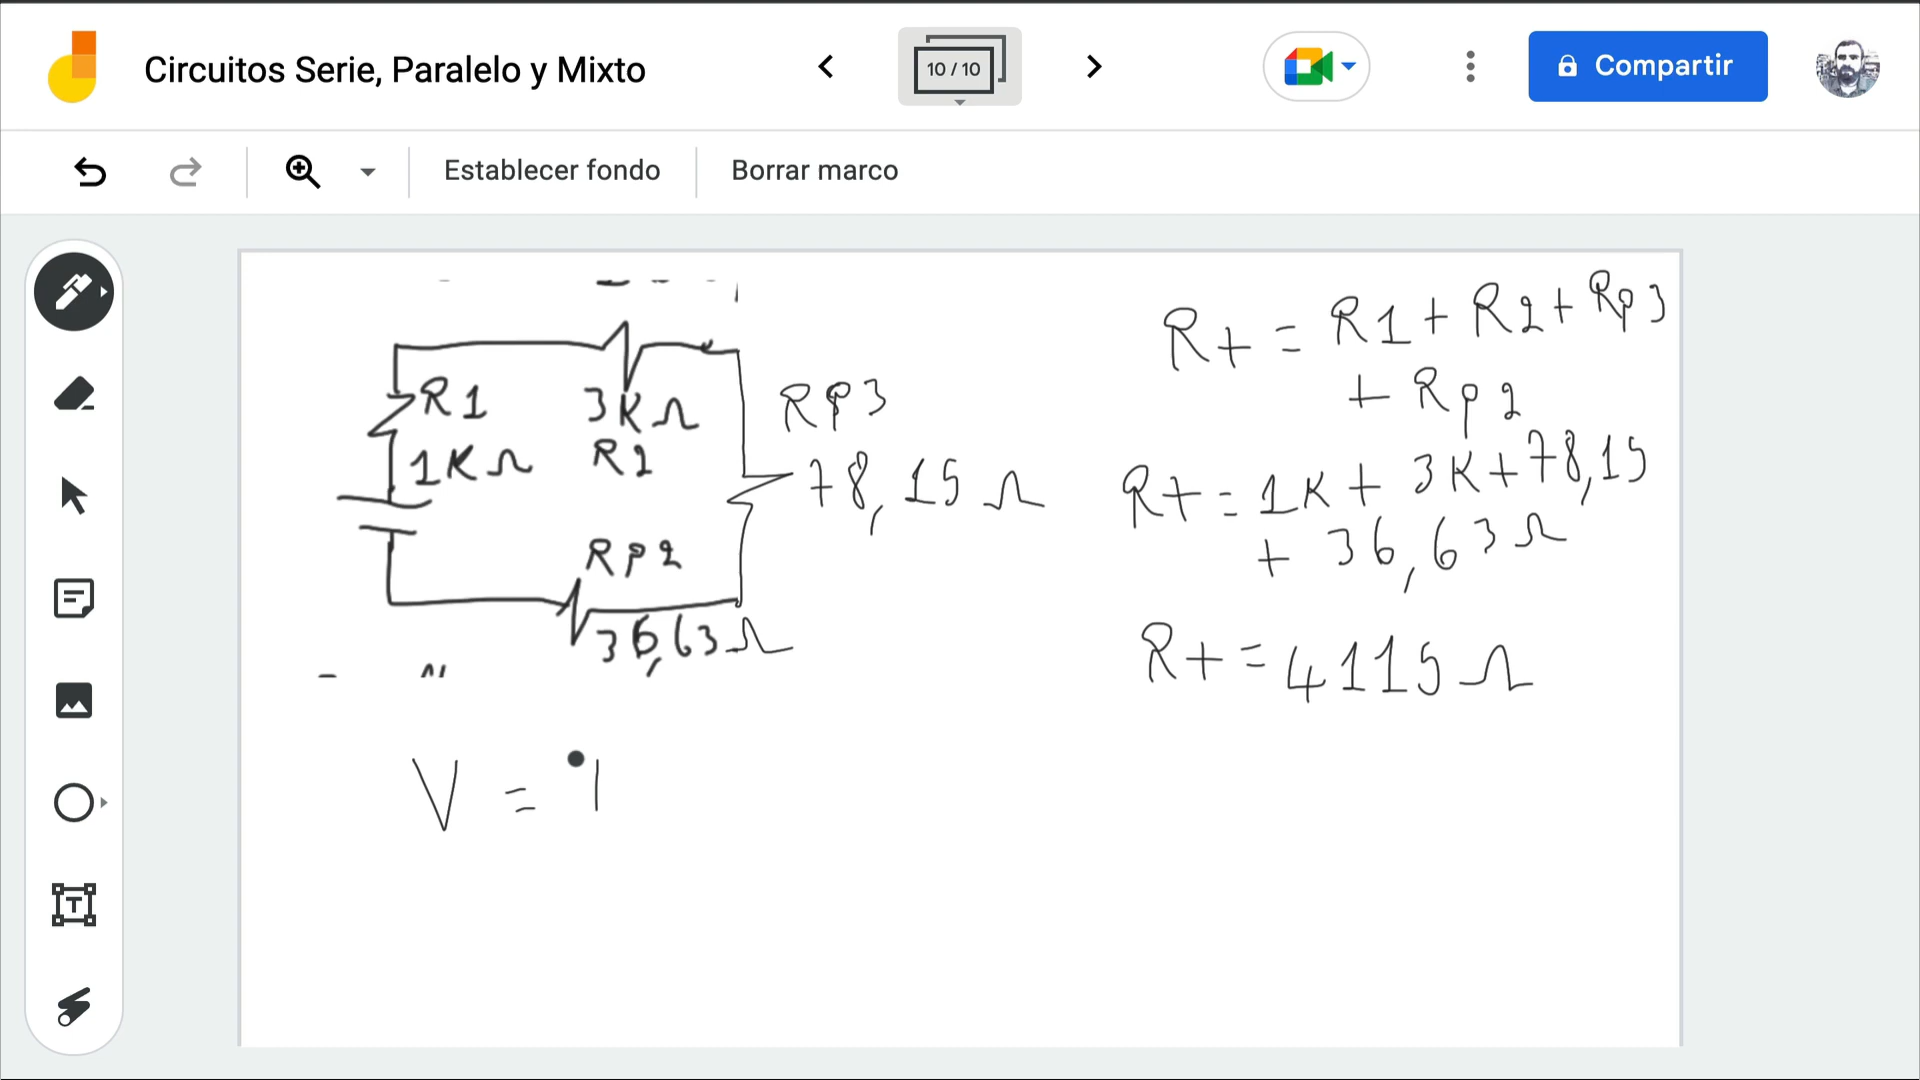 Circuitos Serie, Paralelo y Mixto
10 / 10
Compartir
Establecer fondo
Borrar marco
R1
1KΩ
3KΩ
R2
RP3
78,15 Ω
RP2
36,63Ω
Rt = R1 + R2 + Rp3
+ Rp2
Rt = 1K + 3K + 78,15
+ 36,63Ω
Rt = 4115Ω
V =